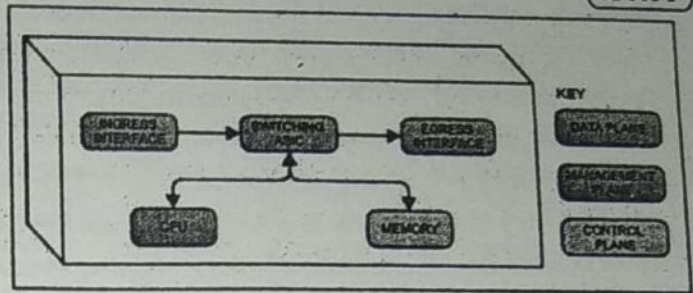 KEY
INGRESS
INTERFACE
SWITCHING
ASIC
EGRESS
INTERFACE
DATA PLANE
MANAGEMENT
PLANE
CPU
MEMORY
CONTROL
PLANE